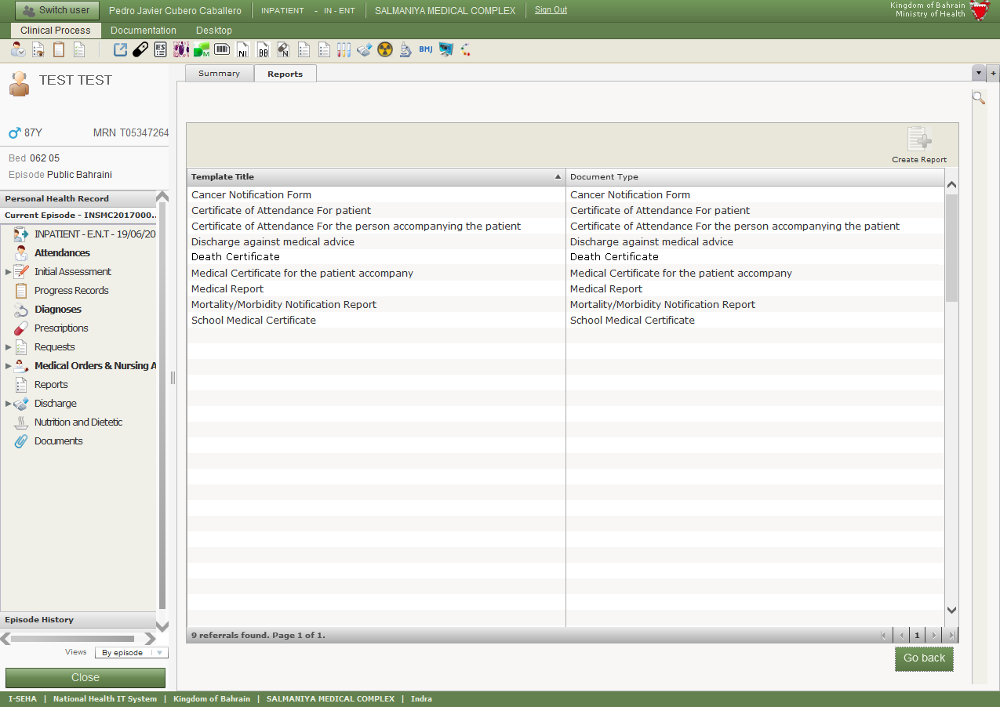 Switch user Pedro Javier Cubero Caballero INPATIENT - IN - ENT SALMANIYA MEDICAL COMPLEX Sign Out
Kingdom of Bahrain
Ministry of Health
Clinical Process Documentation Desktop
ES M NI BB N BMJ
TEST TEST
87Y MRN T05347264
Bed 062 05
Episode Public Bahraini
Personal Health Record
Current Episode - INSMC2017000..
INPATIENT - E.N.T - 19/06/20
Attendances
Initial Assessment
Progress Records
Diagnoses
Prescriptions
Requests
Medical Orders & Nursing A
Reports
Discharge
Nutrition and Dietetic
Documents
Episode History
Views By episode
Close
Summary Reports
+
Create Report
Template Title Document Type
Cancer Notification Form Cancer Notification Form
Certificate of Attendance For patient Certificate of Attendance For patient
Certificate of Attendance For the person accompanying the patient Certificate of Attendance For the person accompanying the patient
Discharge against medical advice Discharge against medical advice
Death Certificate Death Certificate
Medical Certificate for the patient accompany Medical Certificate for the patient accompany
Medical Report Medical Report
Mortality/Morbidity Notification Report Mortality/Morbidity Notification Report
School Medical Certificate School Medical Certificate
9 referrals found. Page 1 of 1. 1
Go back
I-SEHA | National Health IT System | Kingdom of Bahrain | SALMANIYA MEDICAL COMPLEX | Indra